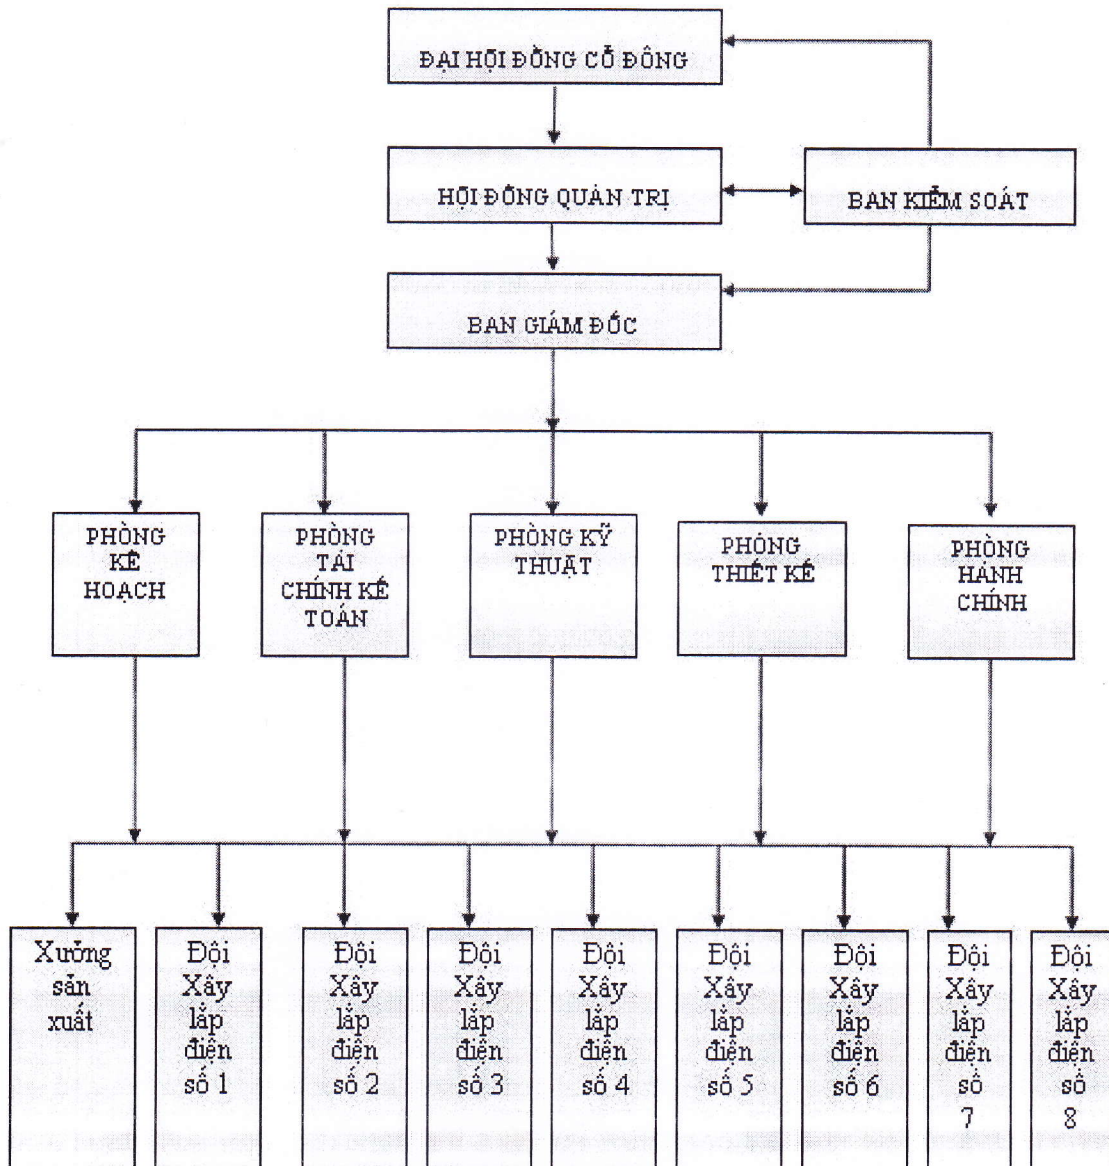 ĐẠI HỘI ĐỒNG CỔ ĐÔNG
HỘI ĐỒNG QUẢN TRỊ
BAN KIỂM SOÁT
BAN GIÁM ĐỐC
PHÒNG
KẾ
HOẠCH
PHÒNG
TÀI
CHÍNH KẾ
TOÁN
PHÒNG KỸ
THUẬT
PHÒNG
THIẾT KẾ
PHÒNG
HÀNH
CHÍNH
Xưởng
sản
xuất
Đội
Xây
lắp
điện
số 1
Đội
Xây
lắp
điện
số 2
Đội
Xây
lắp
điện
số 3
Đội
Xây
lắp
điện
số 4
Đội
Xây
lắp
điện
số 5
Đội
Xây
lắp
điện
số 6
Đội
Xây
lắp
điện
số
7
Đội
Xây
lắp
điện
số
8